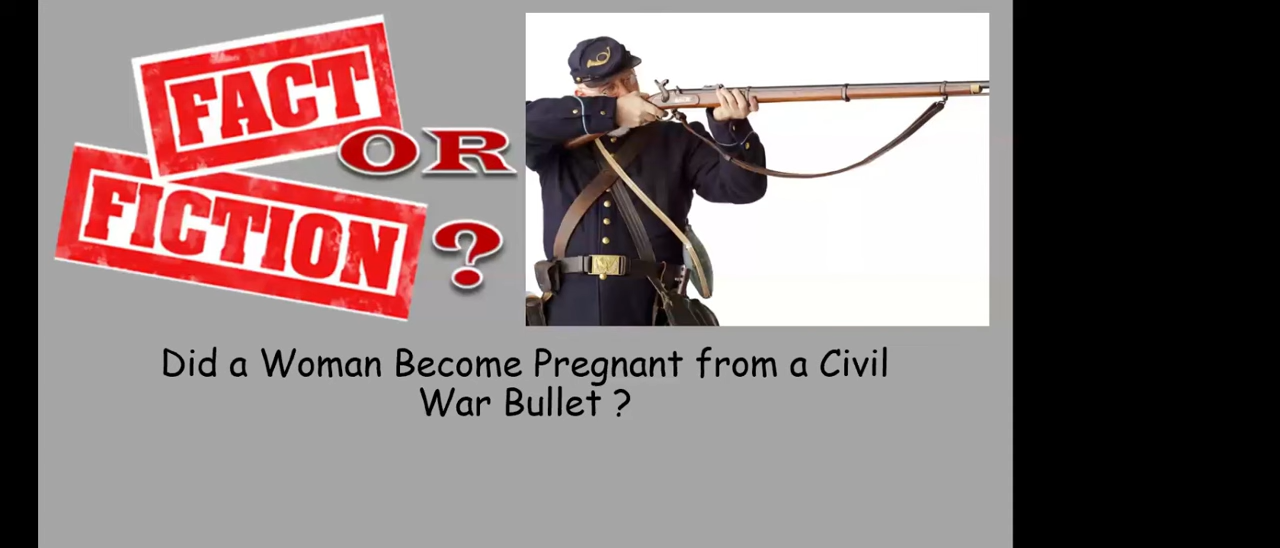 FACT
OR
FICTION
?
Did a Woman Become Pregnant from a Civil
War Bullet ?